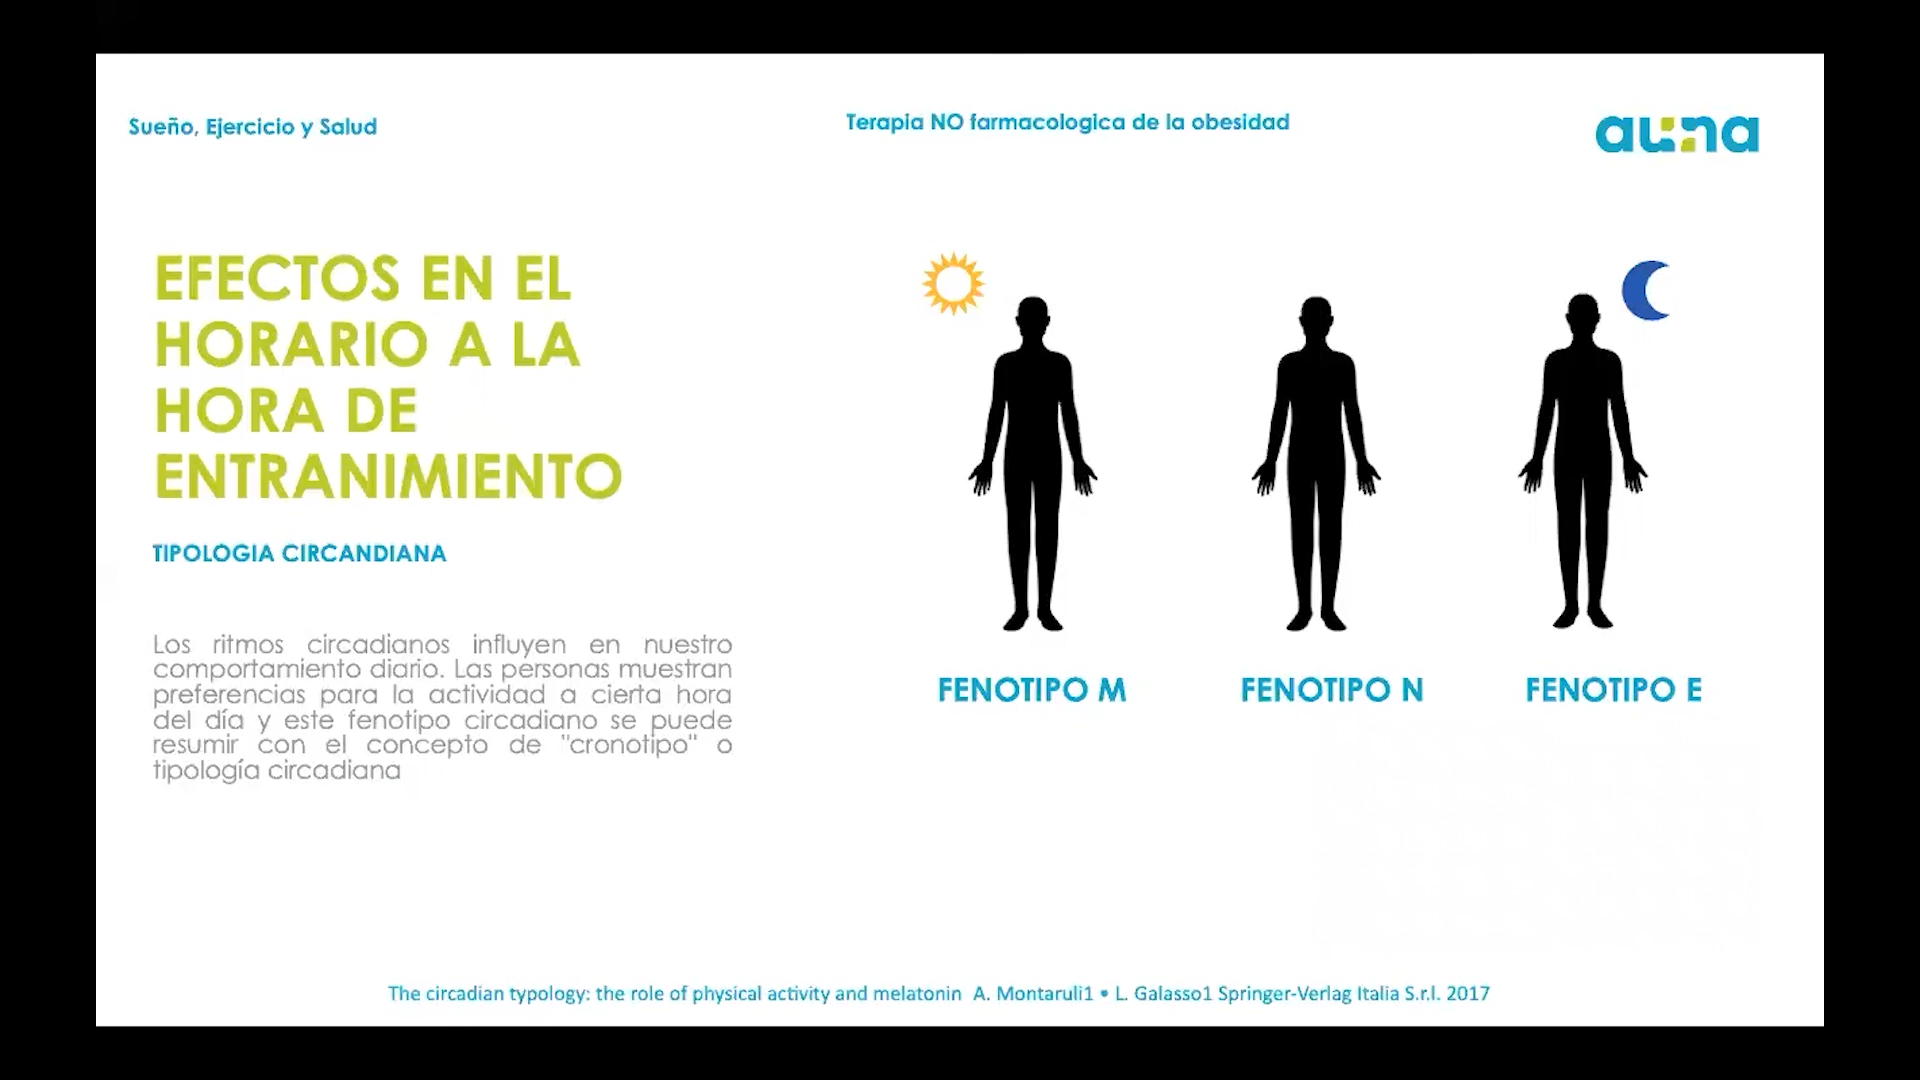 Sueño, Ejercicio y Salud
Terapia NO farmacologica de la obesidad
auna
EFECTOS EN EL
HORARIO A LA
HORA DE
ENTRANIMIENTO
TIPOLOGIA CIRCANDIANA
Los ritmos circadianos influyen en nuestro
comportamiento diario. Las personas muestran
preferencias para la actividad a cierta hora
del día y este fenotipo circadiano se puede
resumir con el concepto de "cronotipo" o
tipología circadiana
FENOTIPO M
FENOTIPO N
FENOTIPO E
The circadian typology: the role of physical activity and melatonin A. Montaruli1 • L. Galasso1 Springer-Verlag Italia S.r.l. 2017